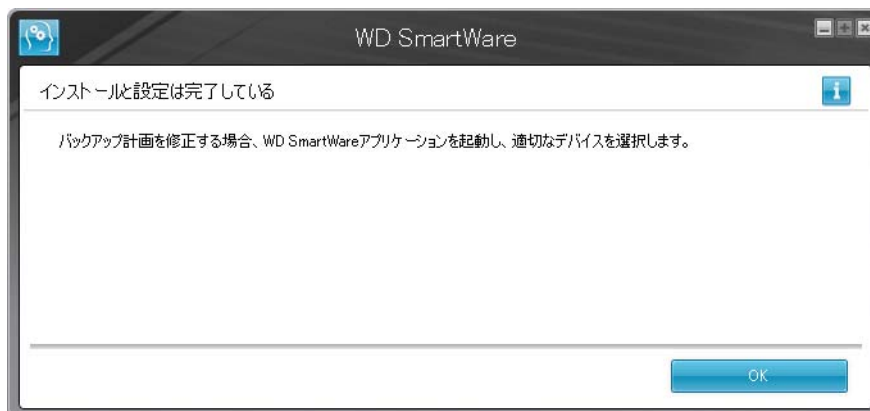 WD SmartWare
インストールと設定は完了している
バックアップ計画を修正する場合、WD SmartWareアプリケーションを起動し、適切なデバイスを選択します。
OK